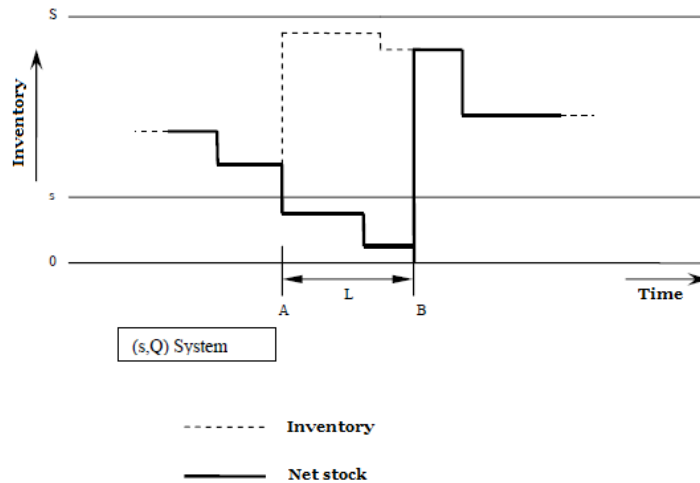 S
Inventory
s
0
L
Time
A
B
(s,Q) System
Inventory
Net stock